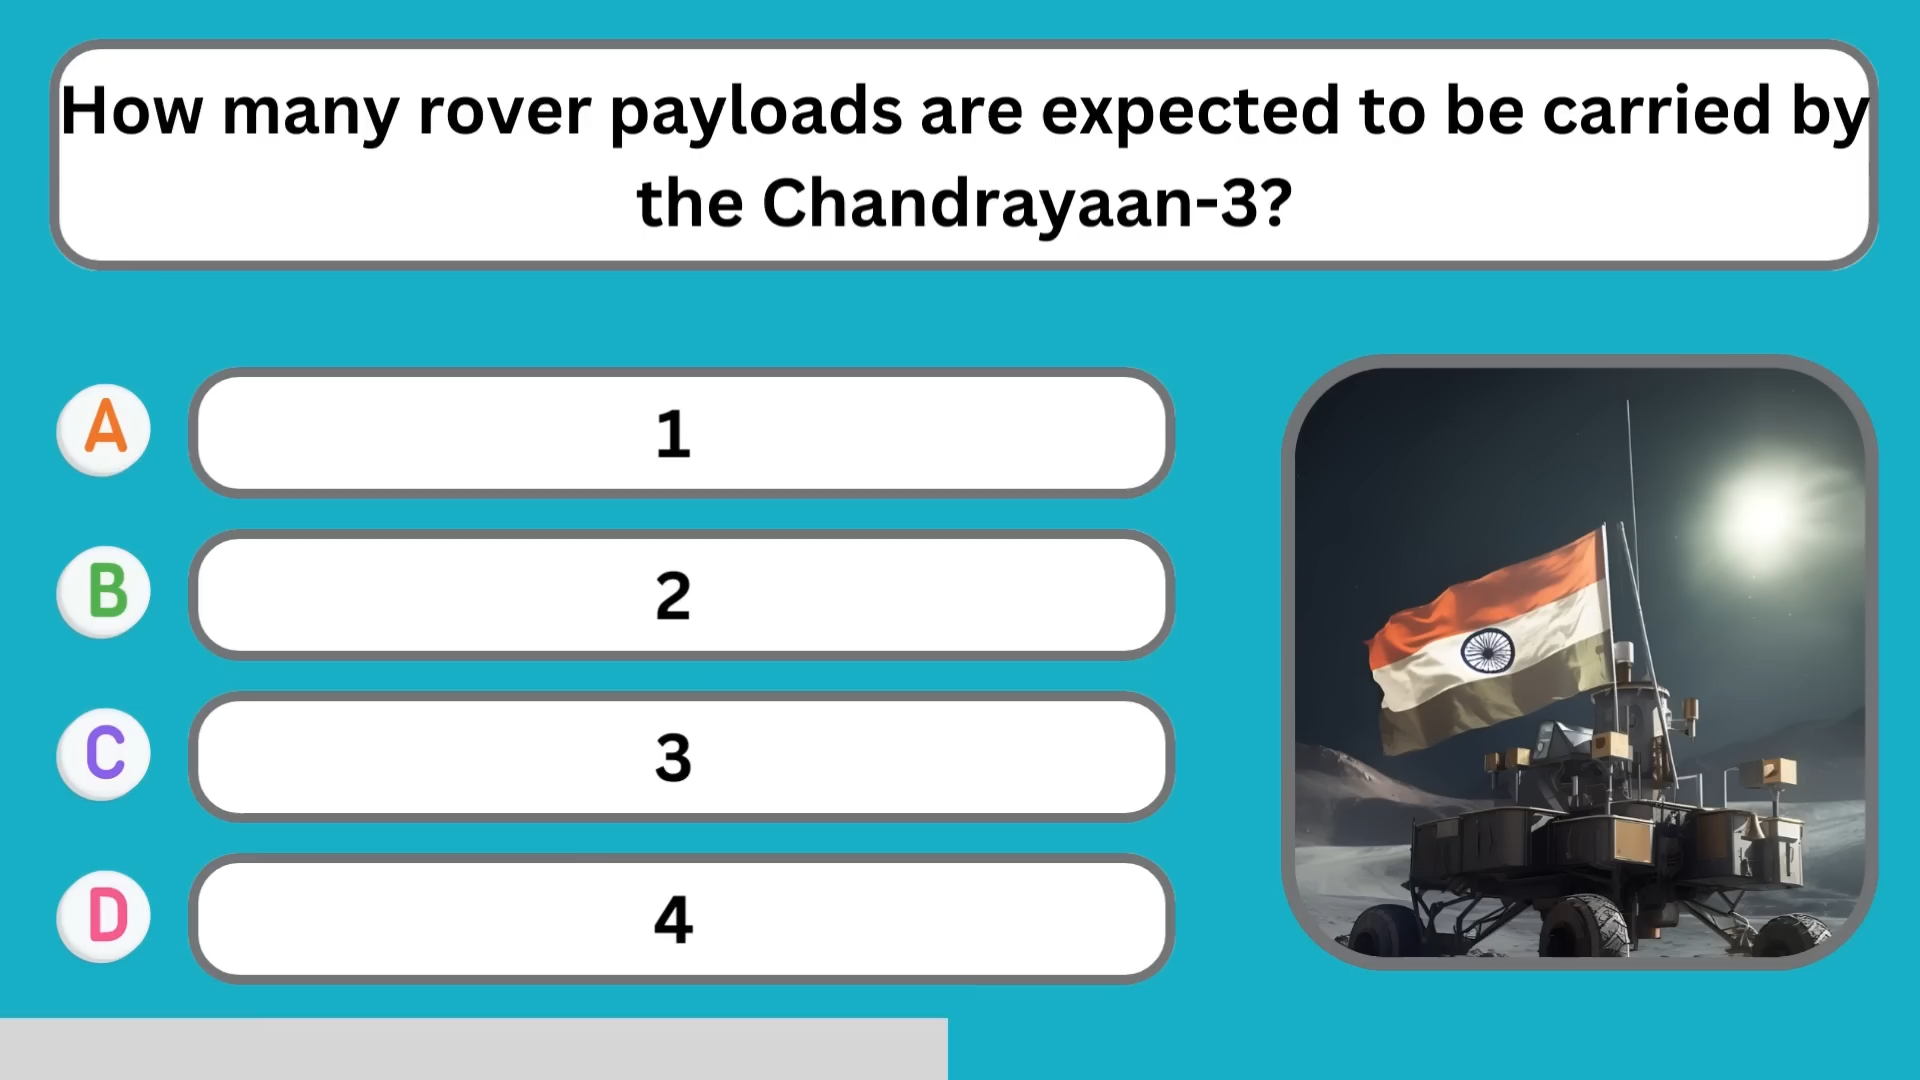 How many rover payloads are expected to be carried by
the Chandrayaan-3?
A 1
B 2
C 3
D 4